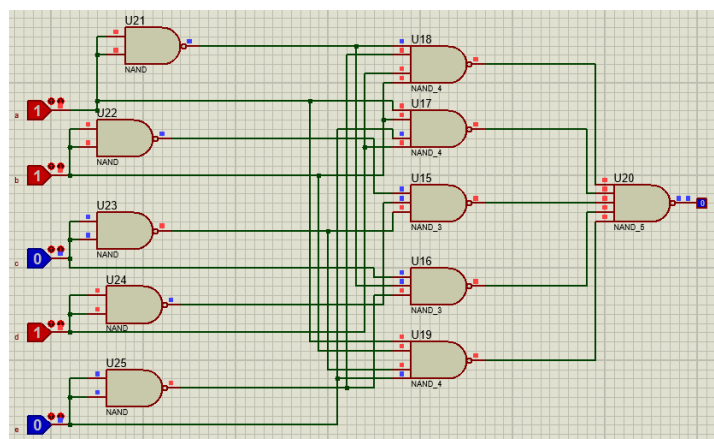 U21
NAND
U18
NAND_4
a
1
U22
NAND
U17
NAND_4
b
1
U15
NAND_3
U20
NAND_5
0
U23
NAND
c
0
U16
NAND_3
U24
NAND
d
1
U19
NAND_4
U25
NAND
e
0